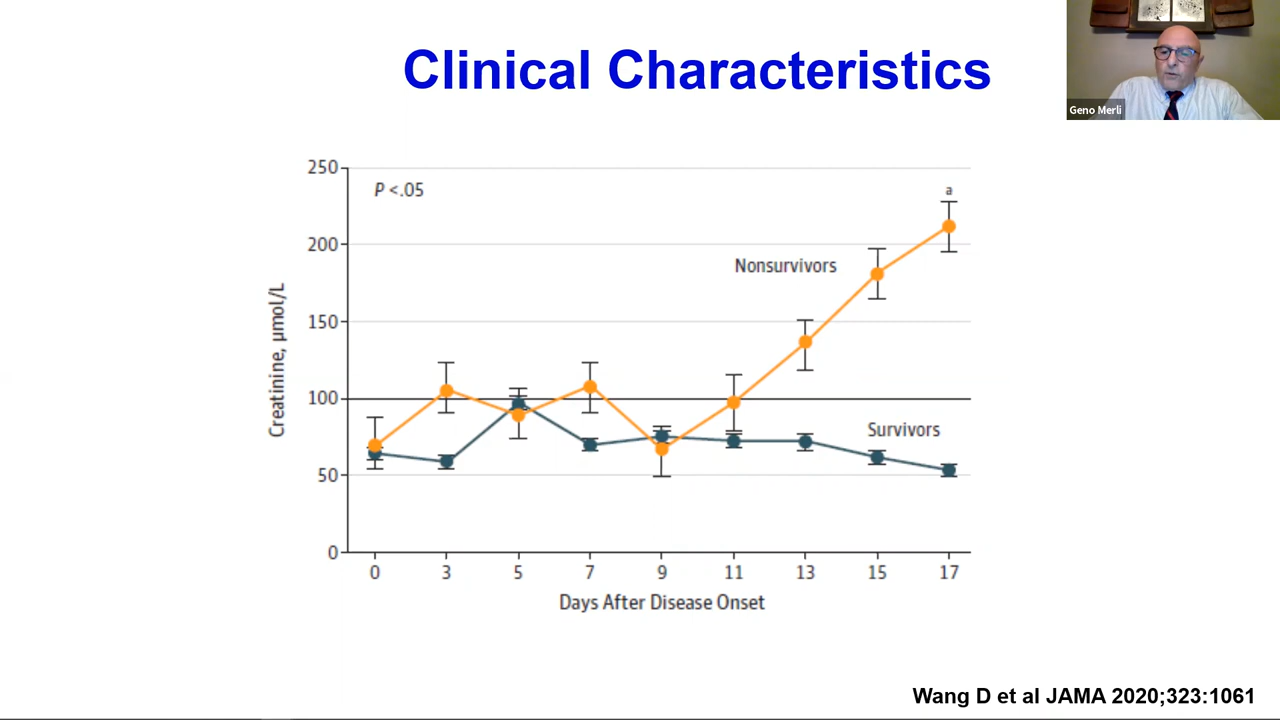 Clinical Characteristics
Geno Merli
250
200
150
100
50
0
P <.05
a
Nonsurvivors
Survivors
Creatinine, µmol/L
0 3 5 7 9 11 13 15 17
Days After Disease Onset
Wang D et al JAMA 2020;323:1061